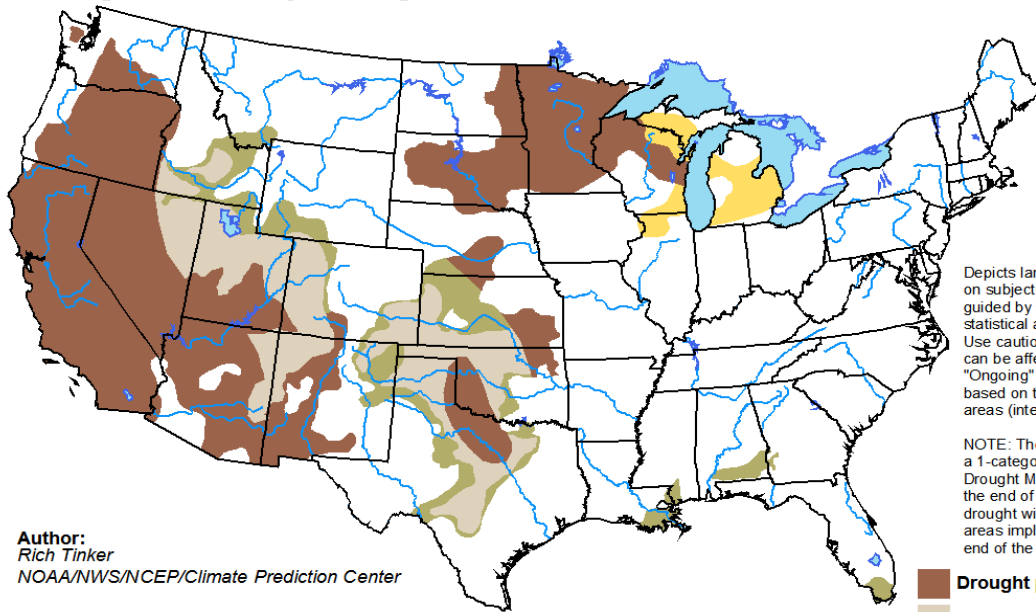 Depicts lar
on subject
guided by
statistical a
Use cautio
can be affe
"Ongoing"
based on t
areas (inte
NOTE: The
a 1-catego
Drought M
the end of
drought wi
areas impl
end of the
Author:
Rich Tinker
NOAA/NWS/NCEP/Climate Prediction Center
Drought